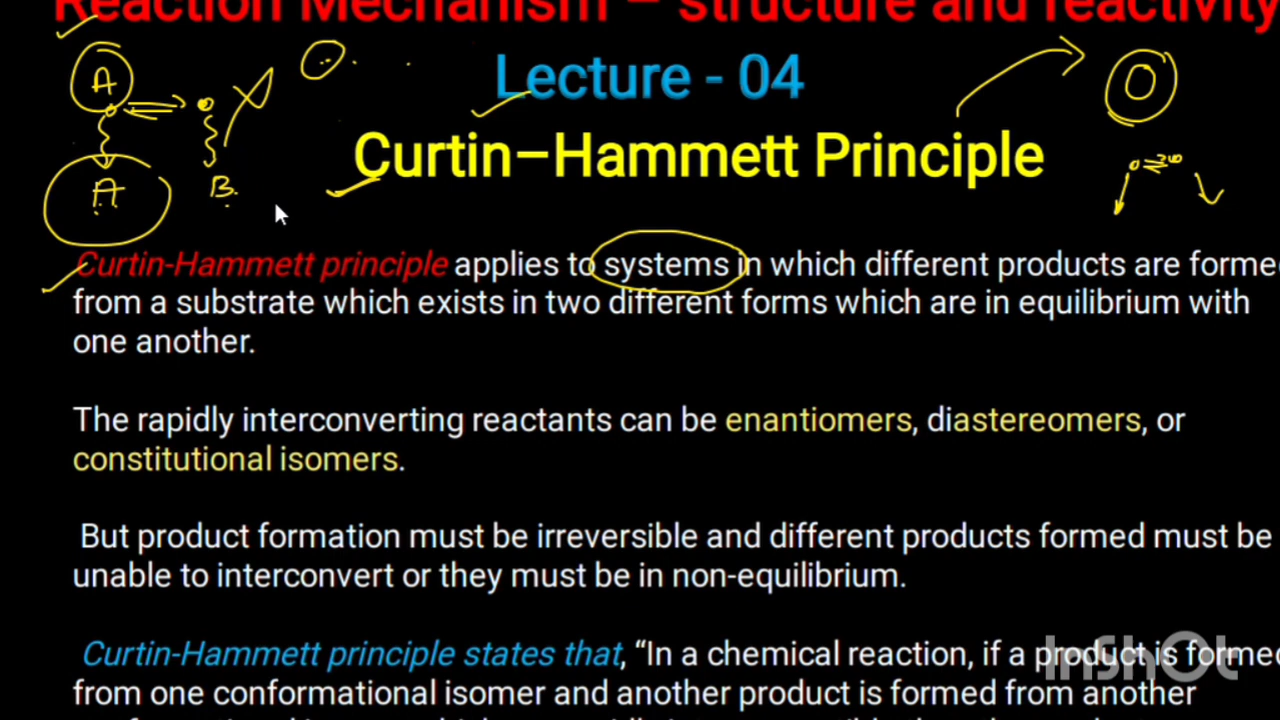 Reaction Mechanism – structure and reactivity
Lecture - 04
Curtin–Hammett Principle
A
A
B.
Curtin-Hammett principle applies to systems in which different products are forme
from a substrate which exists in two different forms which are in equilibrium with
one another.
The rapidly interconverting reactants can be enantiomers, diastereomers, or
constitutional isomers.
But product formation must be irreversible and different products formed must be
unable to interconvert or they must be in non-equilibrium.
Curtin-Hammett principle states that, “In a chemical reaction, if a product is forme
from one conformational isomer and another product is formed from another
InShOt